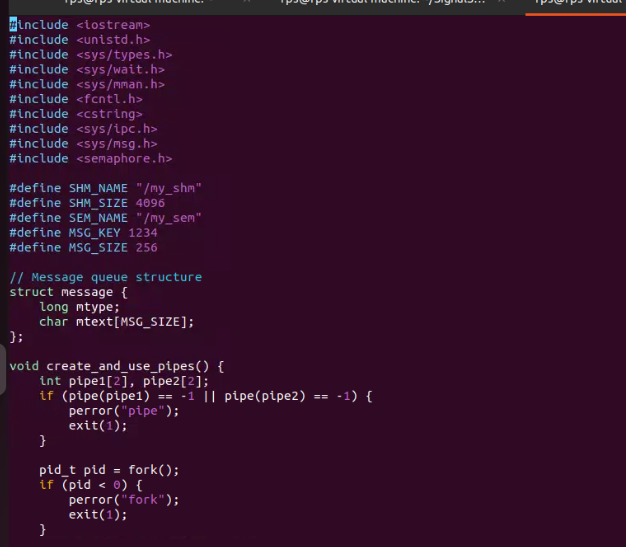 #include <iostream>
#include <unistd.h>
#include <sys/types.h>
#include <sys/wait.h>
#include <sys/mman.h>
#include <fcntl.h>
#include <cstring>
#include <sys/ipc.h>
#include <sys/msg.h>
#include <semaphore.h>

#define SHM_NAME "/my_shm"
#define SHM_SIZE 4096
#define SEM_NAME "/my_sem"
#define MSG_KEY 1234
#define MSG_SIZE 256

// Message queue structure
struct message {
    long mtype;
    char mtext[MSG_SIZE];
};

void create_and_use_pipes() {
    int pipe1[2], pipe2[2];
    if (pipe(pipe1) == -1 || pipe(pipe2) == -1) {
        perror("pipe");
        exit(1);
    }

    pid_t pid = fork();
    if (pid < 0) {
        perror("fork");
        exit(1);
    }